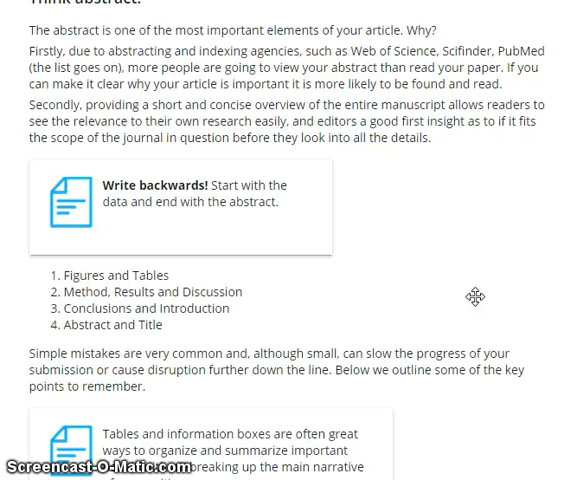 Think abstract!
The abstract is one of the most important elements of your article. Why?
Firstly, due to abstracting and indexing agencies, such as Web of Science, Scifinder, PubMed
(the list goes on), more people are going to view your abstract than read your paper. If you
can make it clear why your article is important it is more likely to be found and read.
Secondly, providing a short and concise overview of the entire manuscript allows readers to
see the relevance to their own research easily, and editors a good first insight as to if it fits
the scope of the journal in question before they look into all the details.
Write backwards! Start with the
data and end with the abstract.
1. Figures and Tables
2. Method, Results and Discussion
3. Conclusions and Introduction
4. Abstract and Title
Simple mistakes are very common and, although small, can slow the progress of your
submission or cause disruption further down the line. Below we outline some of the key
points to remember.
Tables and information boxes are often great
ways to organize and summarize important
breaking up the main narrative
Screencast-O-Matic.com